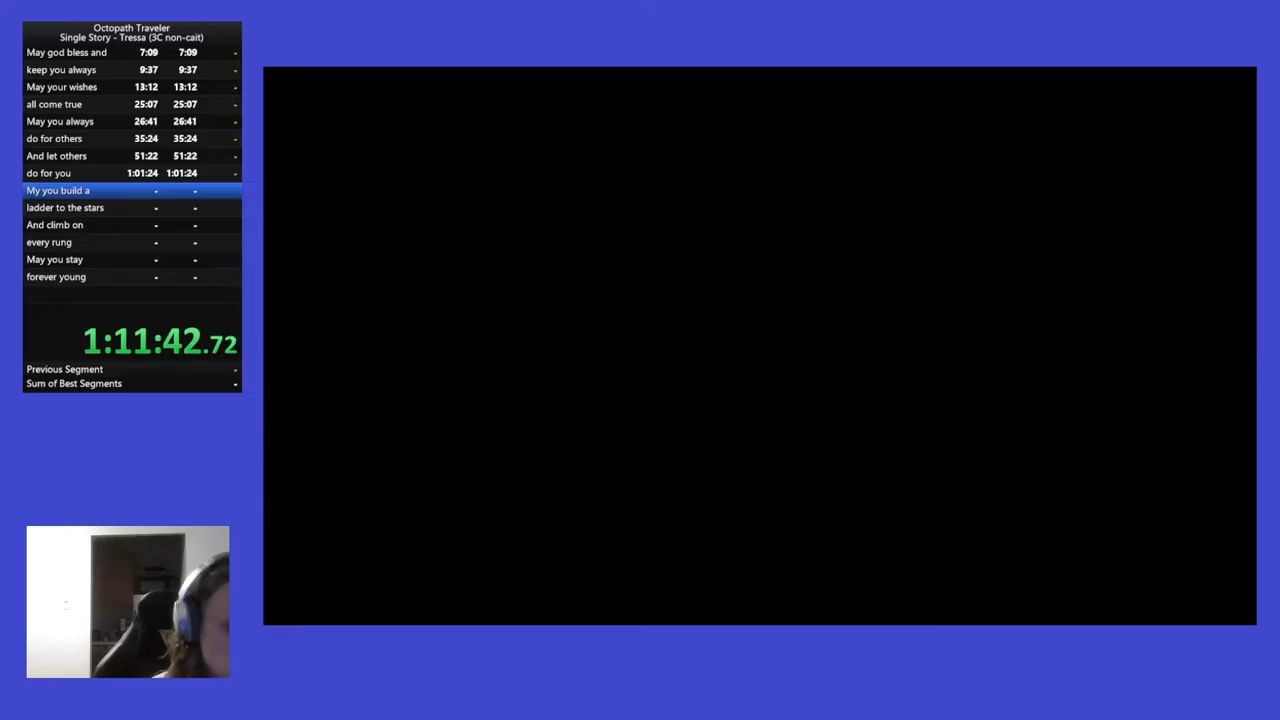 Octopath Traveler
Single Story - Tressa (3C non-cait)
May god bless and 7:09 7:09 -
keep you always 9:37 9:37 -
May your wishes 13:12 13:12 -
all come true 25:07 25:07 -
May you always 26:41 26:41 -
do for others 35:24 35:24 -
And let others 51:22 51:22 -
do for you 1:01:24 1:01:24 -
My you build a - -
ladder to the stars - -
And climb on - -
every rung - -
May you stay - -
forever young - -
1:11:42.72
Previous Segment -
Sum of Best Segments -